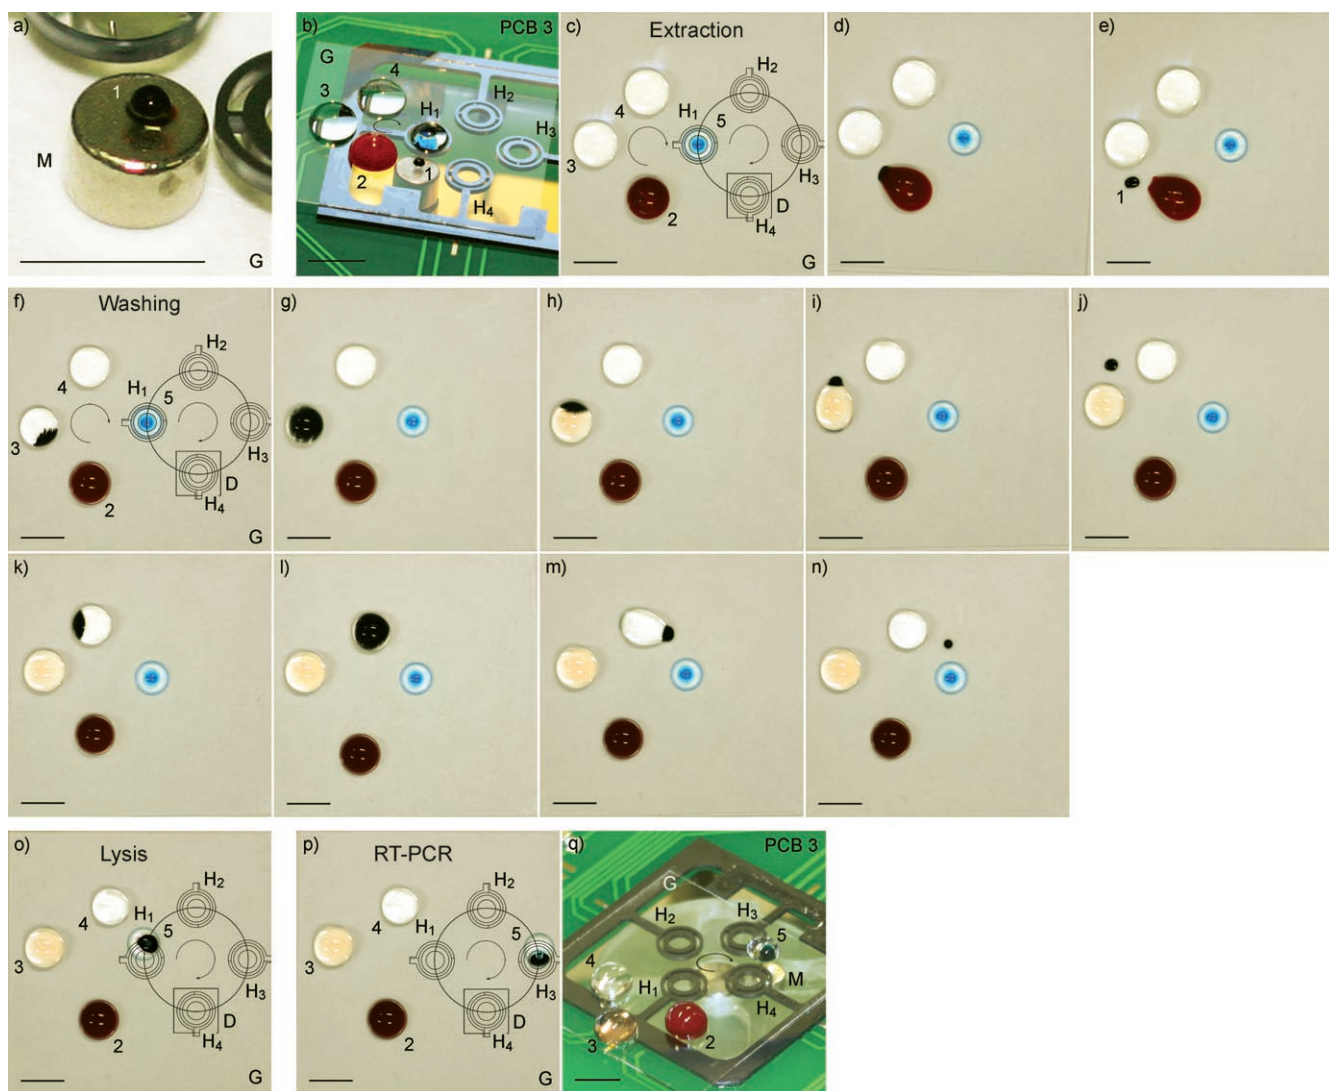 a)
1
M
G
b)
PCB 3
G
4
3
H2
H1
H3
2
1
H4
c)
Extraction
H2
4
H1
5
3
H3
2
D
H4
G
d)
e)
1
f)
Washing
H2
4
H1
5
3
H3
D
2
H4
G
g)
h)
i)
j)
k)
l)
m)
n)
o)
Lysis
H2
4
H1
5
3
H3
D
2
H4
G
p)
RT-PCR
H2
4
H1
5
3
H3
D
2
H4
G
q)
PCB 3
G
H2
H3
5
4
H1
M
H4
3
2